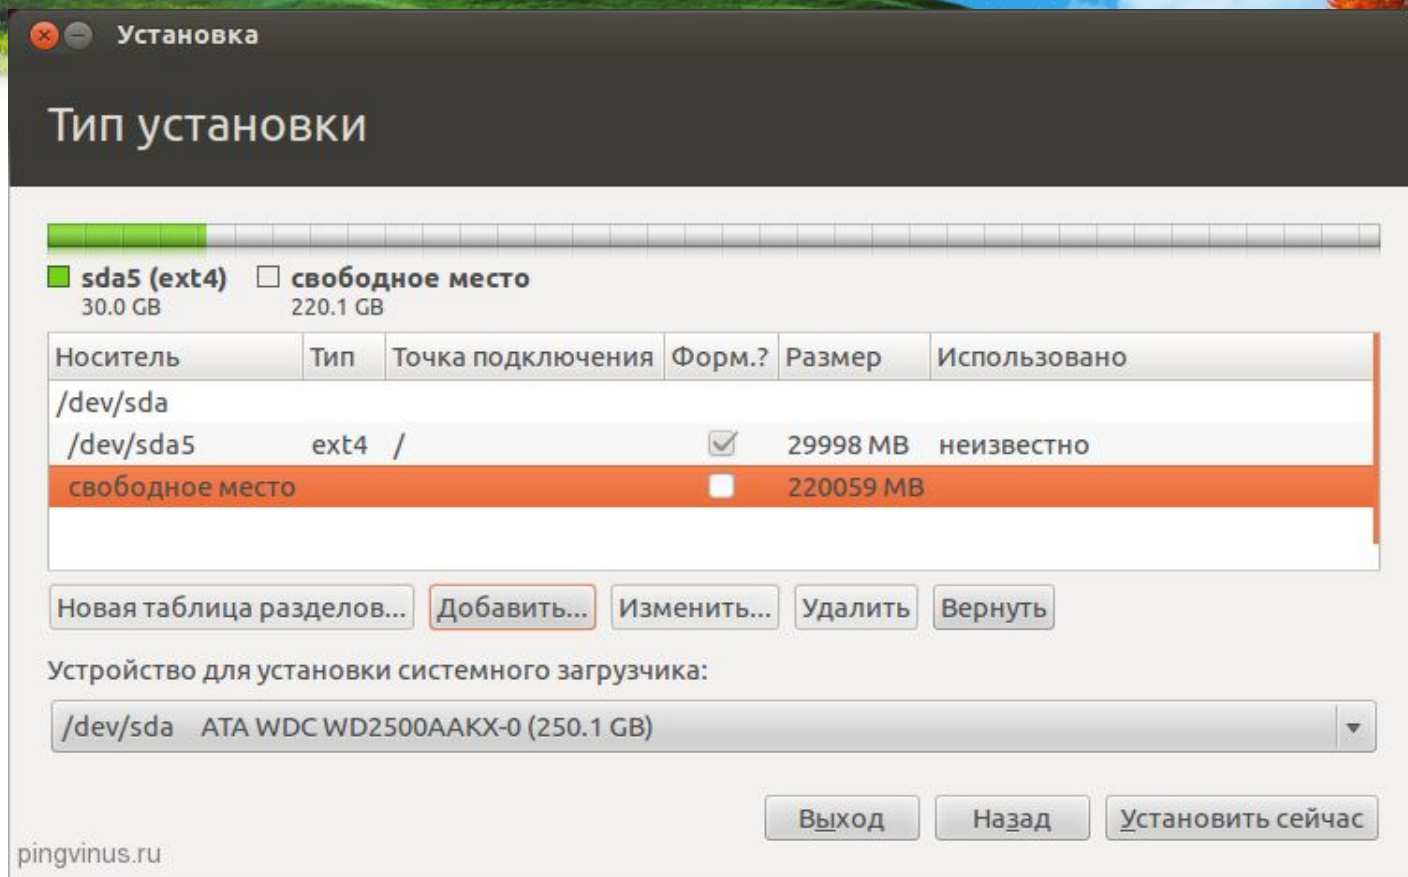 Установка
Тип установки
sda5 (ext4) свободное место
30.0 GB 220.1 GB
Носитель Тип Точка подключения Форм.? Размер Использовано
/dev/sda
/dev/sda5 ext4 / 29998 MB неизвестно
свободное место 220059 MB
Новая таблица разделов... Добавить... Изменить... Удалить Вернуть
Устройство для установки системного загрузчика:
/dev/sda ATA WDC WD2500AAKX-0 (250.1 GB)
Выход Назад Установить сейчас
pingvinus.ru